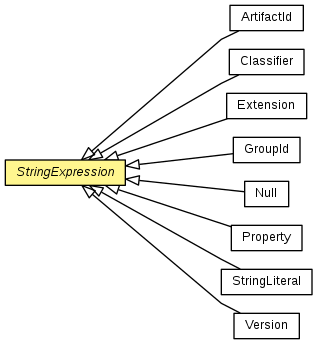 ArtifactId
Classifier
Extension
GroupId
StringExpression
Null
Property
StringLiteral
Version